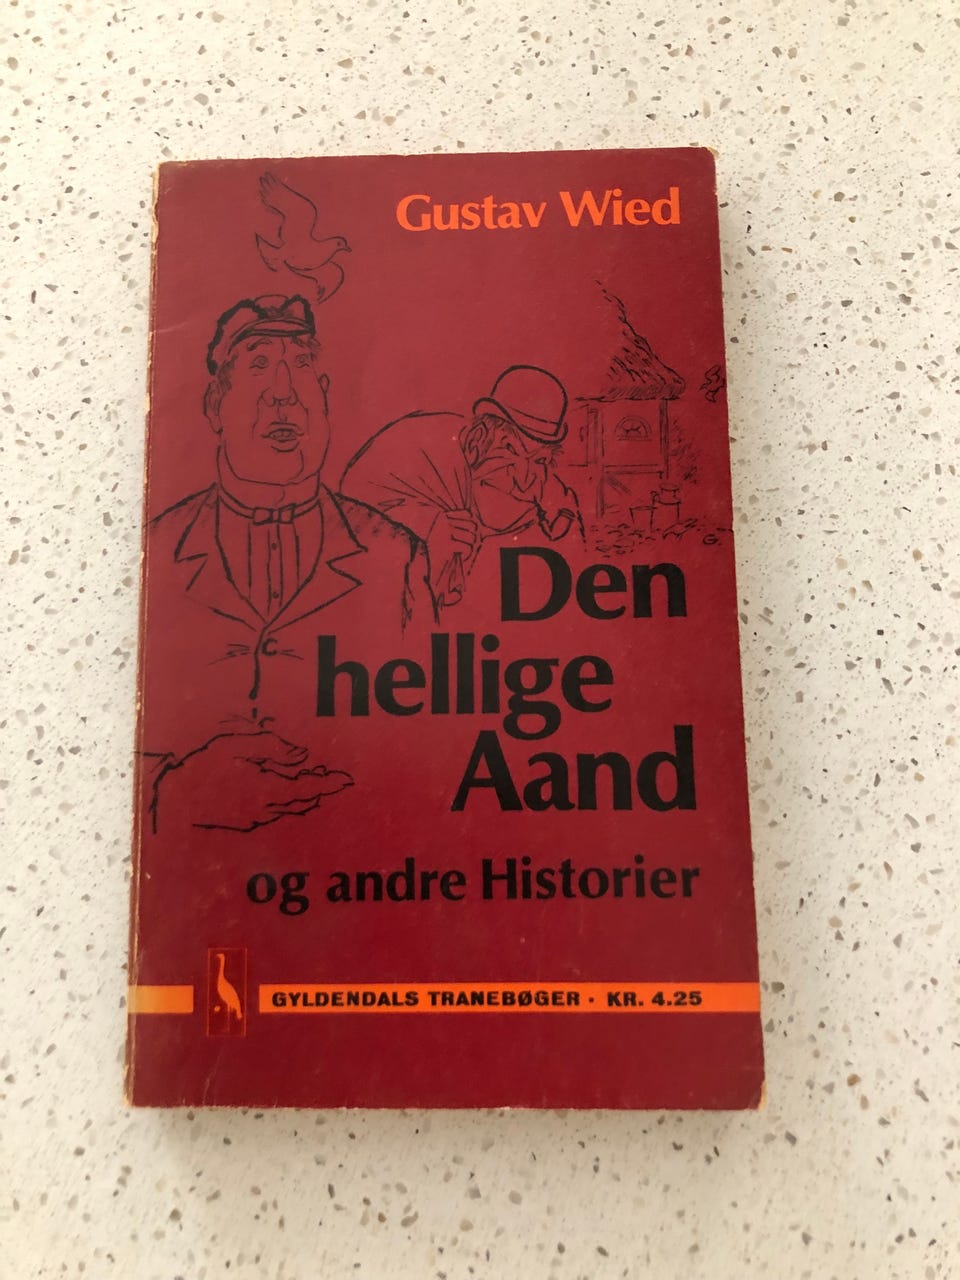 Gustav Wied
G.
Den
hellige
Aand
og andre Historier
GYLDENDALS TRANEBØGER · KR. 4.25